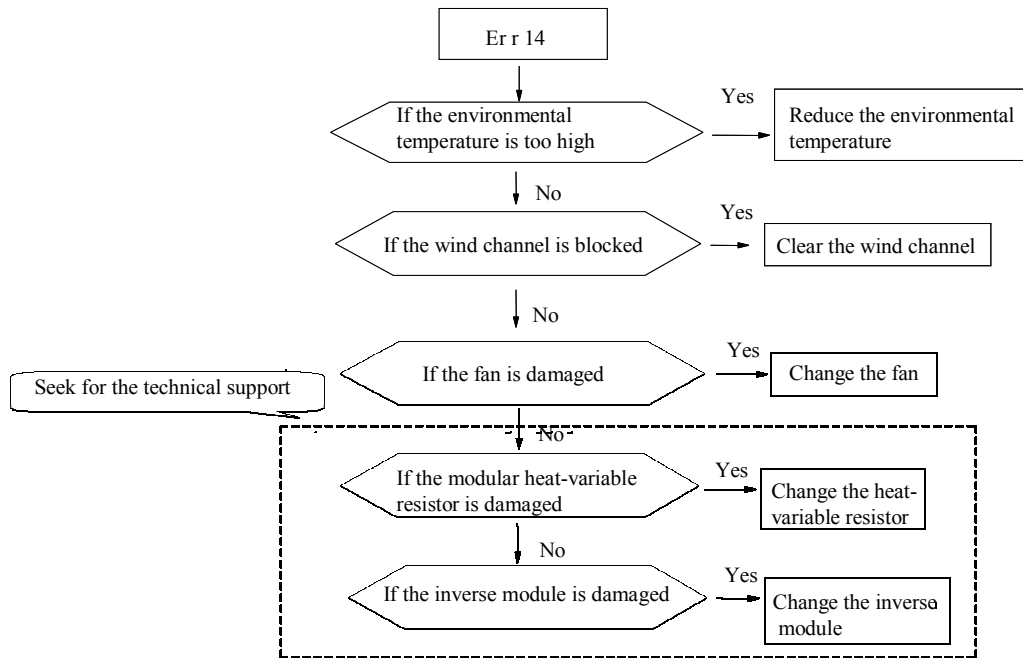 Er r 14
If the environmental
temperature is too high
Yes
Reduce the environmental
temperature
No
If the wind channel is blocked
Yes
Clear the wind channel
No
If the fan is damaged
Yes
Change the fan
Seek for the technical support
No
If the modular heat-variable
resistor is damaged
Yes
Change the heat-
variable resistor
No
If the inverse module is damaged
Yes
Change the inverse
module